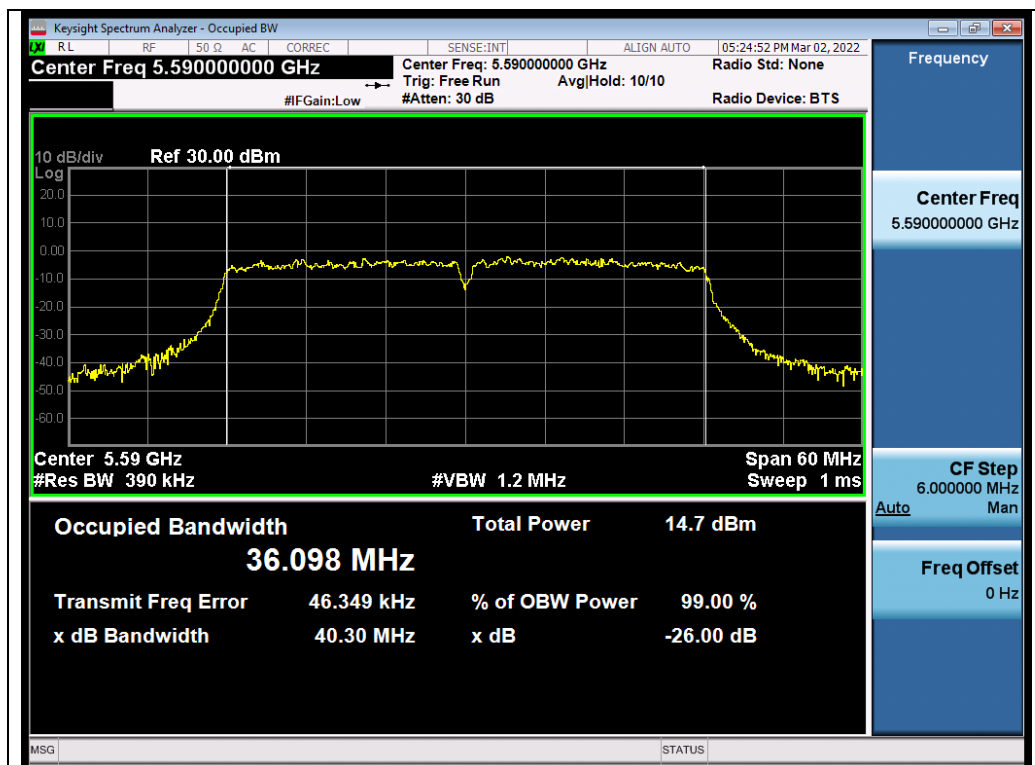 Keysight Spectrum Analyzer - Occupied BW
LXI RL RF 50 Ω AC CORREC SENSE:INT ALIGN AUTO 05:24:52 PM Mar 02, 2022
Center Freq 5.590000000 GHz Center Freq: 5.590000000 GHz Radio Std: None
Trig: Free Run Avg|Hold: 10/10
#IFGain:Low #Atten: 30 dB Radio Device: BTS
Frequency
10 dB/div Ref 30.00 dBm
Log
20.0
10.0
0.00
-10.0
-20.0
-30.0
-40.0
-50.0
-60.0
Center 5.59 GHz Span 60 MHz
#Res BW 390 kHz #VBW 1.2 MHz Sweep 1 ms
Occupied Bandwidth Total Power 14.7 dBm
36.098 MHz
Transmit Freq Error 46.349 kHz % of OBW Power 99.00 %
x dB Bandwidth 40.30 MHz x dB -26.00 dB
Center Freq
5.590000000 GHz
CF Step
6.000000 MHz
Auto Man
Freq Offset
0 Hz
MSG STATUS